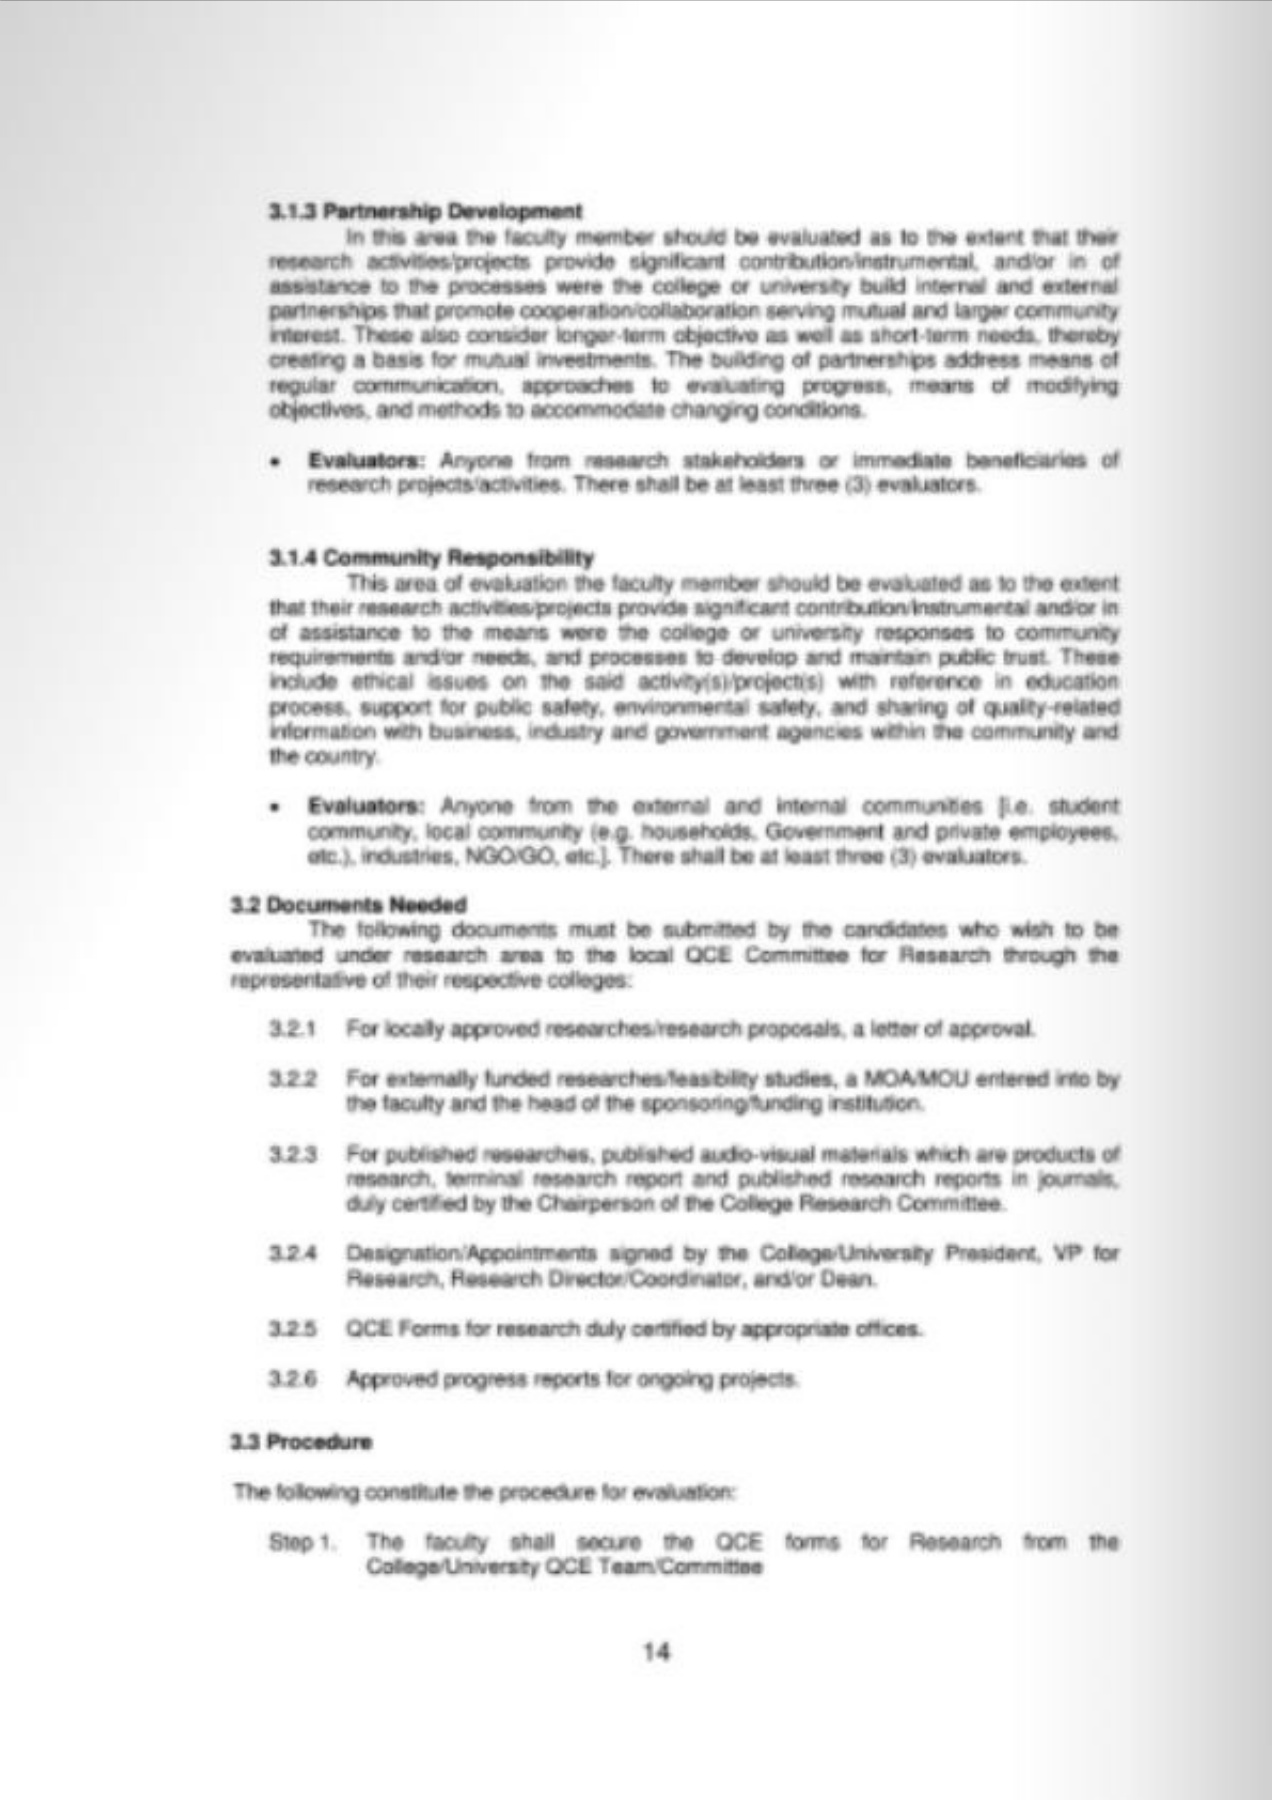 3.1.3 Partnership Development
In this area the faculty member should be evaluated as to the extent that their
research activities/projects provide significant contribution/instrumental, and/or in of
assistance to the processes were the college or university build internal and external
partnerships that promote cooperation/collaboration serving mutual and larger community
interest. These also consider longer-term objective as well as short-term needs, thereby
creating a basis for mutual investments. The building of partnerships address means of
regular communication, approaches to evaluating progress, means of modifying
objectives, and methods to accommodate changing conditions.
• Evaluators: Anyone from research stakeholders or immediate beneficiaries of
research projects/activities. There shall be at least three (3) evaluators.
3.1.4 Community Responsibility
This area of evaluation the faculty member should be evaluated as to the extent
that their research activities/projects provide significant contribution/instrumental and/or in
of assistance to the means were the college or university responses to community
requirements and/or needs, and processes to develop and maintain public trust. These
include ethical issues on the said activity(s)/project(s) with reference in education
process, support for public safety, environmental safety, and sharing of quality-related
information with business, industry and government agencies within the community and
the country.
• Evaluators: Anyone from the external and internal communities [i.e. student
community, local community (e.g. households, Government and private employees,
etc.), industries, NGO/GO, etc.]. There shall be at least three (3) evaluators.
3.2 Documents Needed
The following documents must be submitted by the candidates who wish to be
evaluated under research area to the local QCE Committee for Research through the
representative of their respective colleges:
3.2.1 For locally approved researches/research proposals, a letter of approval.
3.2.2 For externally funded researches/feasibility studies, a MOA/MOU entered into by
the faculty and the head of the sponsoring/funding institution.
3.2.3 For published researches, published audio-visual materials which are products of
research, terminal research report and published research reports in journals,
duly certified by the Chairperson of the College Research Committee.
3.2.4 Designation/Appointments signed by the College/University President, VP for
Research, Research Director/Coordinator, and/or Dean.
3.2.5 QCE Forms for research duly certified by appropriate offices.
3.2.6 Approved progress reports for ongoing projects.
3.3 Procedure
The following constitute the procedure for evaluation:
Step 1. The faculty shall secure the QCE forms for Research from the
College/University QCE Team/Committee
14